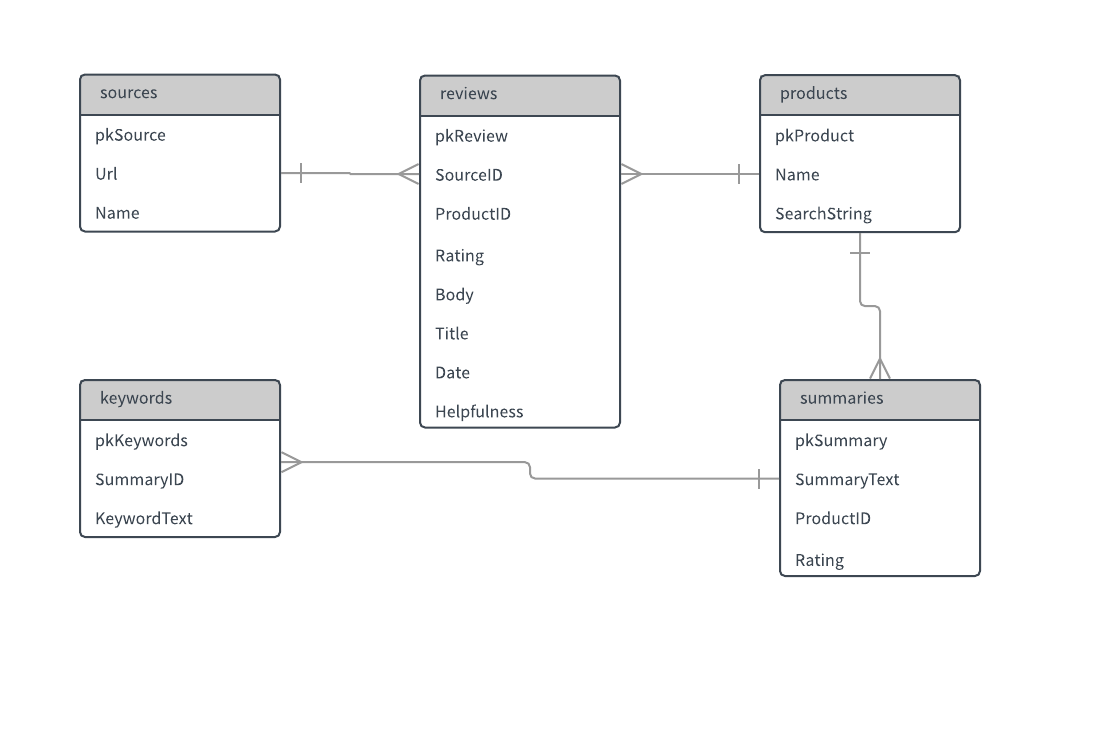 sources
pkSource
Url
Name
reviews
pkReview
SourceID
ProductID
Rating
Body
Title
Date
Helpfulness
products
pkProduct
Name
SearchString
keywords
pkKeywords
SummaryID
KeywordText
summaries
pkSummary
SummaryText
ProductID
Rating